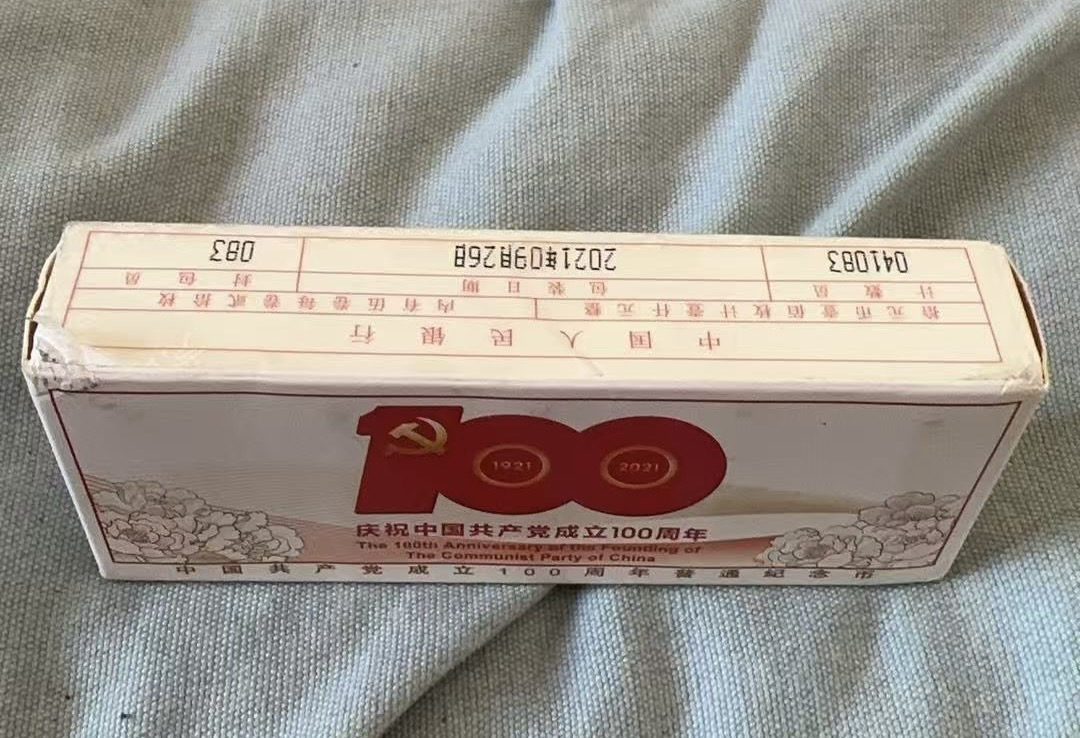 中国人民银行
拾元币壹佰枚计壹仟元整 内有伍卷每卷贰拾枚
计数员 包装日期 封包员
041083 2021年09月26日 083
100
1921 2021
庆祝中国共产党成立100周年
The 100th Anniversary of the Founding of
The Communist Party of China
中国共产党成立100周年普通纪念币